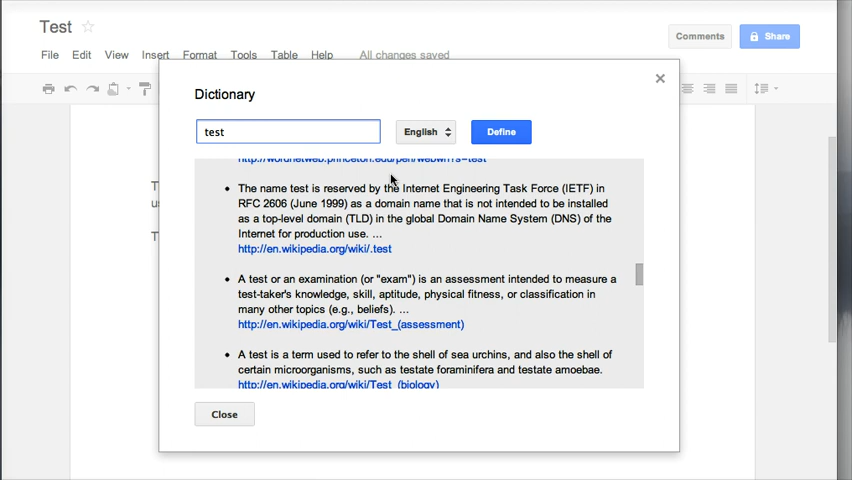 Test
Comments
Share
File Edit View Insert Format Tools Table Help All changes saved
Dictionary
test
English
Define
http://wordnetweb.princeton.edu/perl/webwn?s=test
The name test is reserved by the Internet Engineering Task Force (IETF) in
RFC 2606 (June 1999) as a domain name that is not intended to be installed
as a top-level domain (TLD) in the global Domain Name System (DNS) of the
Internet for production use. ...
http://en.wikipedia.org/wiki/.test
A test or an examination (or "exam") is an assessment intended to measure a
test-taker's knowledge, skill, aptitude, physical fitness, or classification in
many other topics (e.g., beliefs). ...
http://en.wikipedia.org/wiki/Test_(assessment)
A test is a term used to refer to the shell of sea urchins, and also the shell of
certain microorganisms, such as testate foraminifera and testate amoebae.
http://en.wikipedia.org/wiki/Test_(biology)
Close